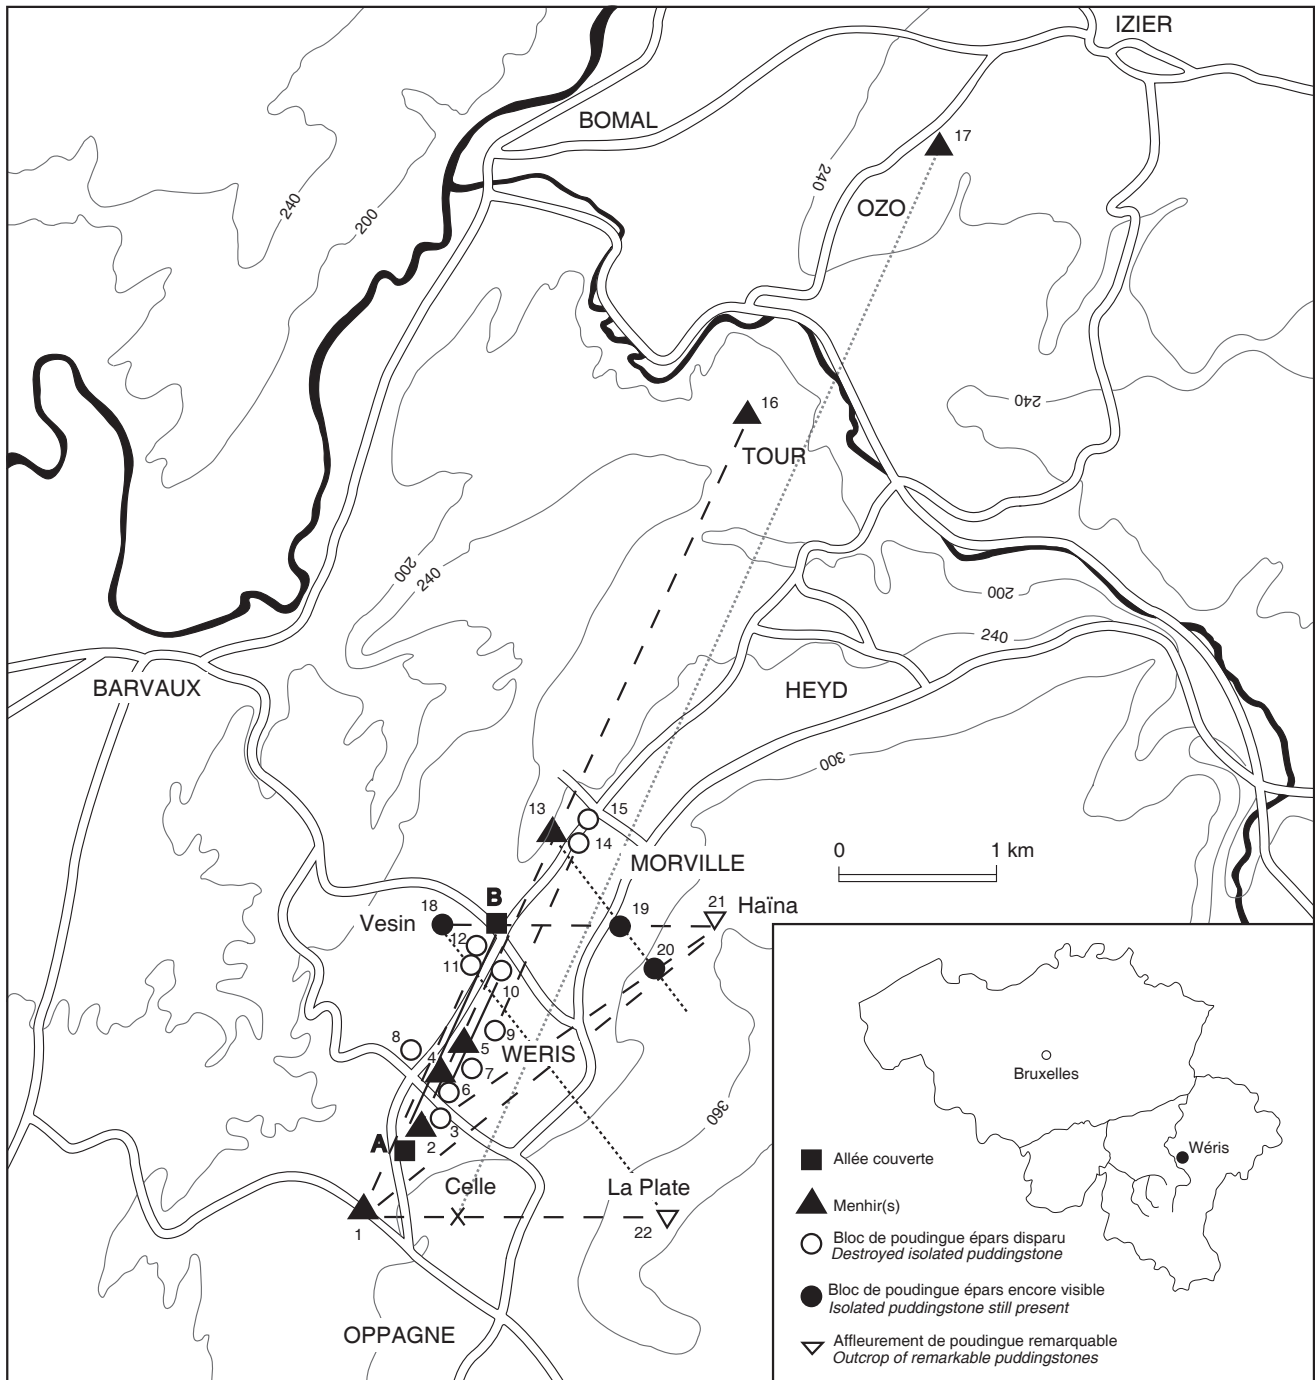 IZIER
BOMAL
17
240
240
200
OZO
16
240
TOUR
200
240
200
240
BARVAUX
HEYD
300
13
15
14
0 1 km
MORVILLE
B
21
Haïna
18
19
Vesin
12
20
11
10
8
9
5
4
WERIS
7
6
3
360
A
2
Celle
La Plate
1
X
22
OPPAGNE
Bruxelles
Wéris
Allée couverte
Menhir(s)
Bloc de poudingue épars disparu
Destroyed isolated puddingstone
Bloc de poudingue épars encore visible
Isolated puddingstone still present
Affleurement de poudingue remarquable
Outcrop of remarkable puddingstones